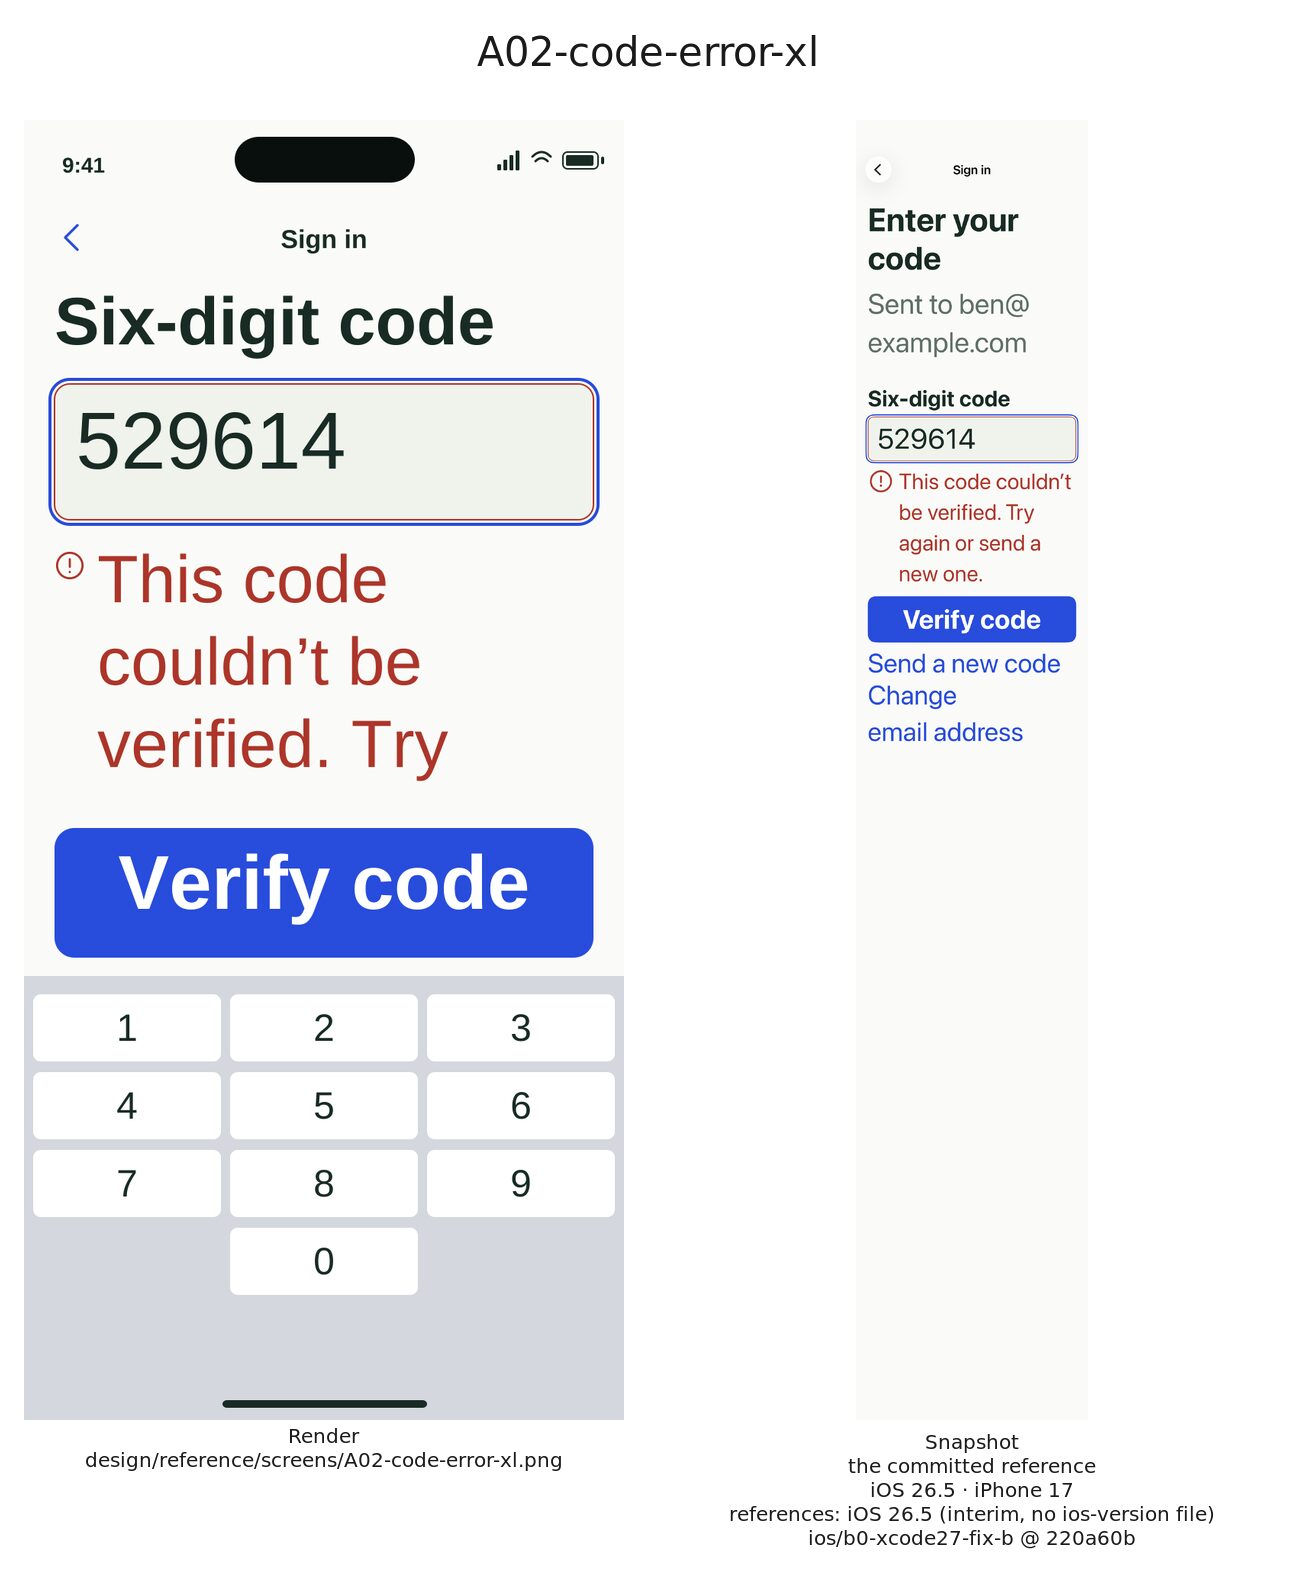 A02-code-error-xl
9:41
Sign in
Six-digit code
529614
This code
couldn’t be
verified. Try
Verify code
1
2
3
4
5
6
7
8
9
0
Render
design/reference/screens/A02-code-error-xl.png
Sign in
Enter your
code
Sent to ben@
example.com
Six-digit code
529614
This code couldn’t
be verified. Try
again or send a
new one.
Verify code
Send a new code
Change
email address
Snapshot
the committed reference
iOS 26.5 · iPhone 17
references: iOS 26.5 (interim, no ios-version file)
ios/b0-xcode27-fix-b @ 220a60b